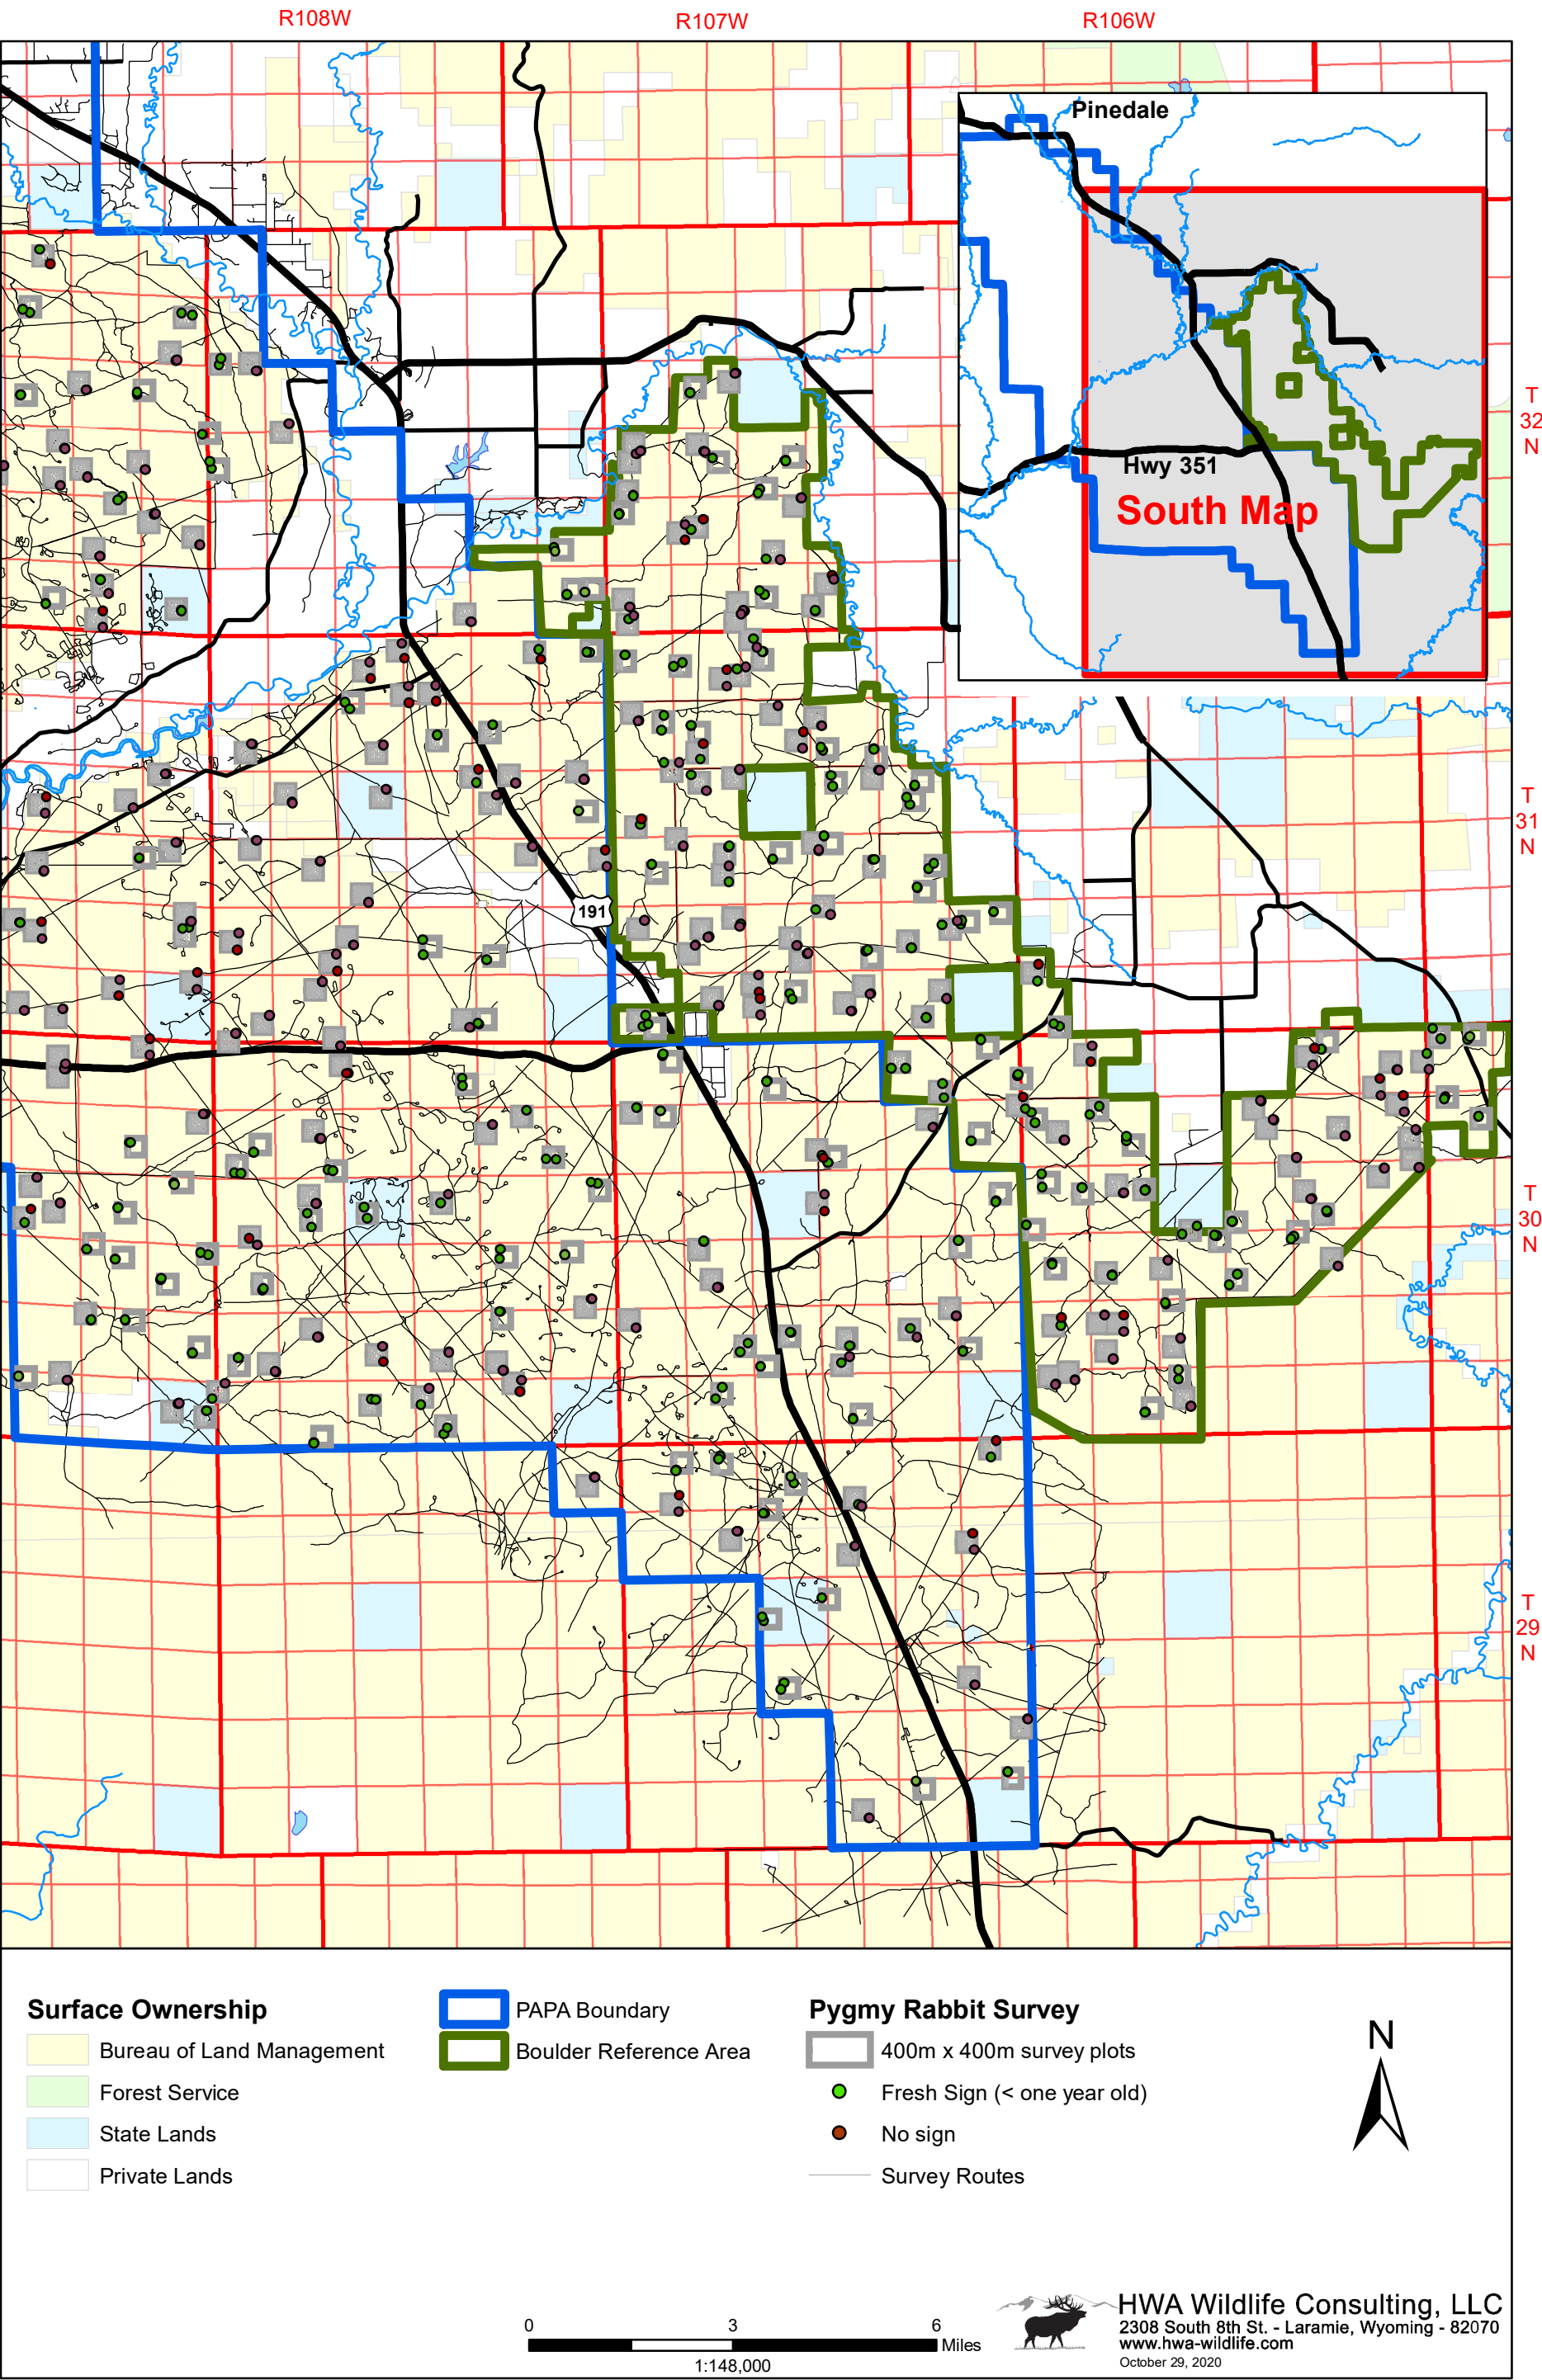 R108W
R107W
R106W
Pinedale
Hwy 351
South Map
T
32
N
T
31
N
191
T
30
N
T
29
N
Surface Ownership
Bureau of Land Management
Forest Service
State Lands
Private Lands
PAPA Boundary
Boulder Reference Area
Pygmy Rabbit Survey
400m x 400m survey plots
Fresh Sign (< one year old)
No sign
Survey Routes
N
0 3 6
Miles
1:148,000
HWA Wildlife Consulting, LLC
2308 South 8th St. - Laramie, Wyoming - 82070
www.hwa-wildlife.com
October 29, 2020